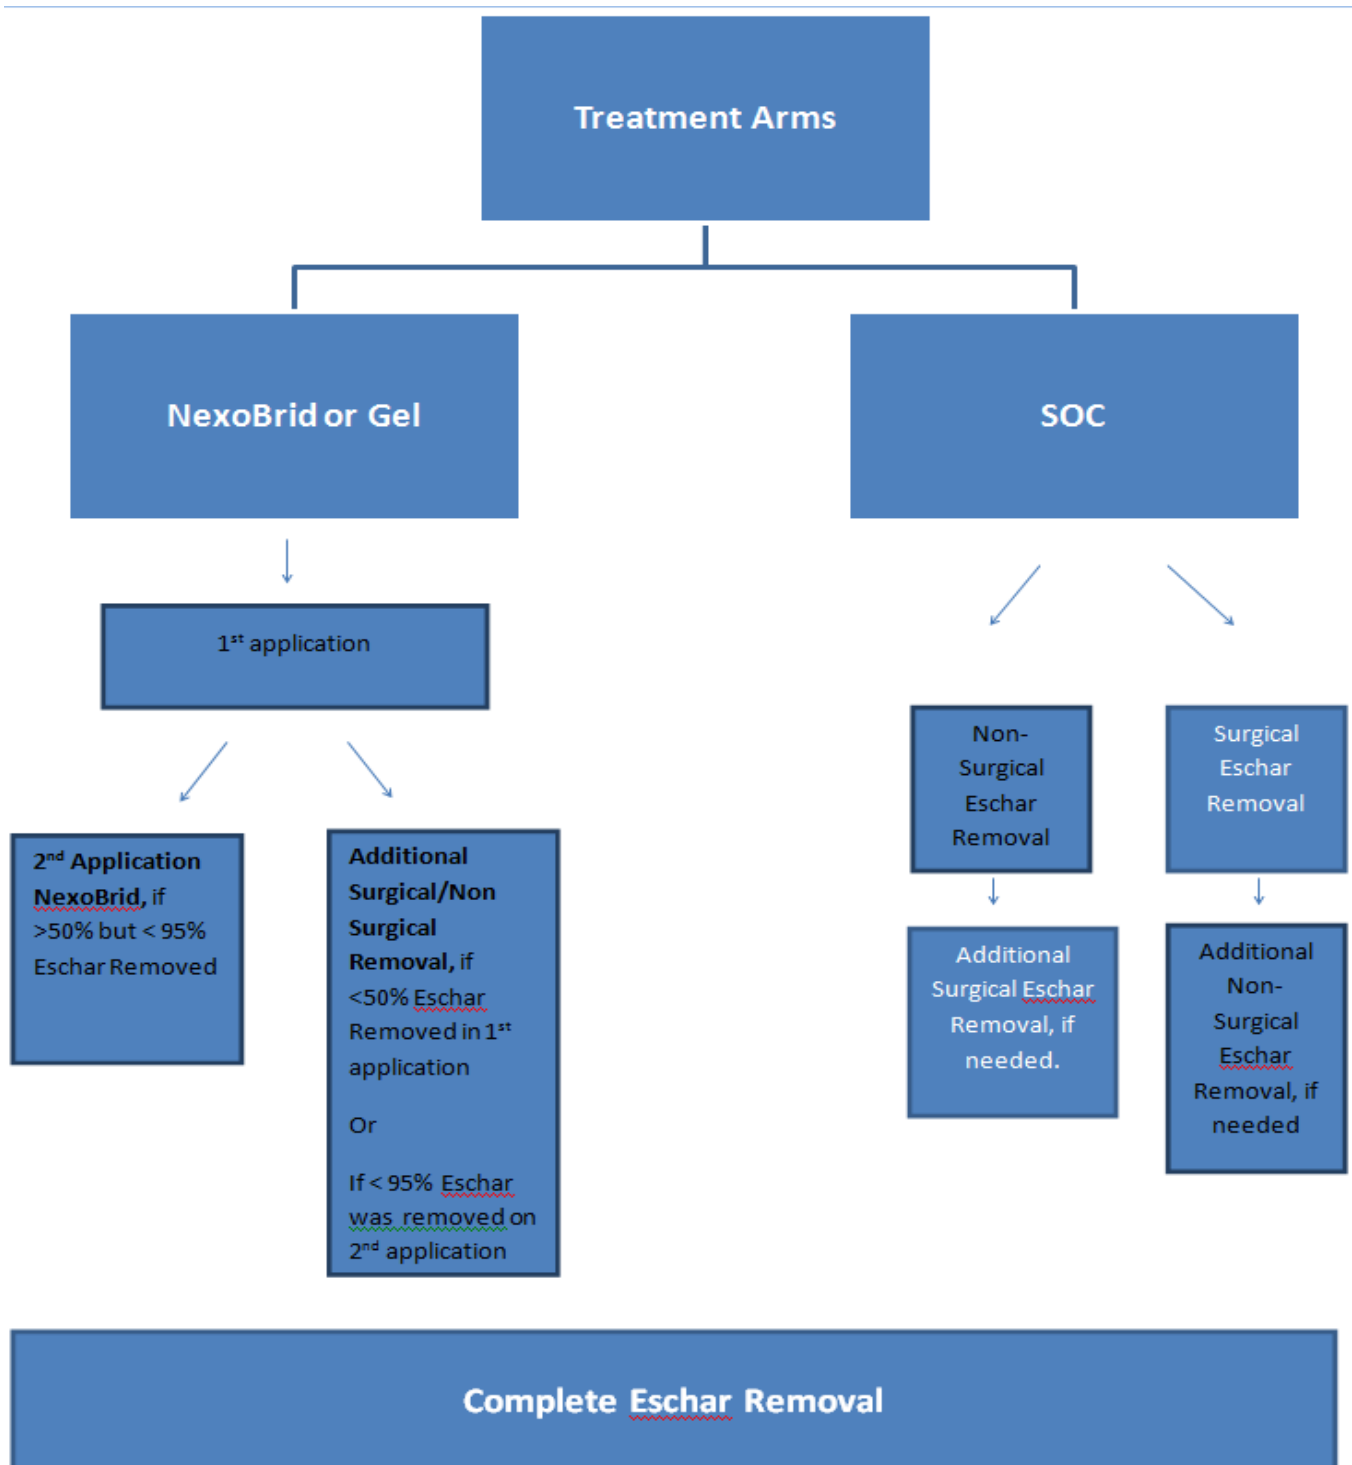 Treatment Arms
NexoBrid or Gel
SOC
1st application
2nd Application
NexoBrid, if
>50% but < 95%
Eschar Removed
Additional
Surgical/Non
Surgical
Removal, if
<50% Eschar
Removed in 1st
application
Or
If < 95% Eschar
was removed on
2nd application
Non-
Surgical
Eschar
Removal
Surgical
Eschar
Removal
Additional
Surgical Eschar
Removal, if
needed.
Additional
Non-
Surgical
Eschar
Removal, if
needed
Complete Eschar Removal